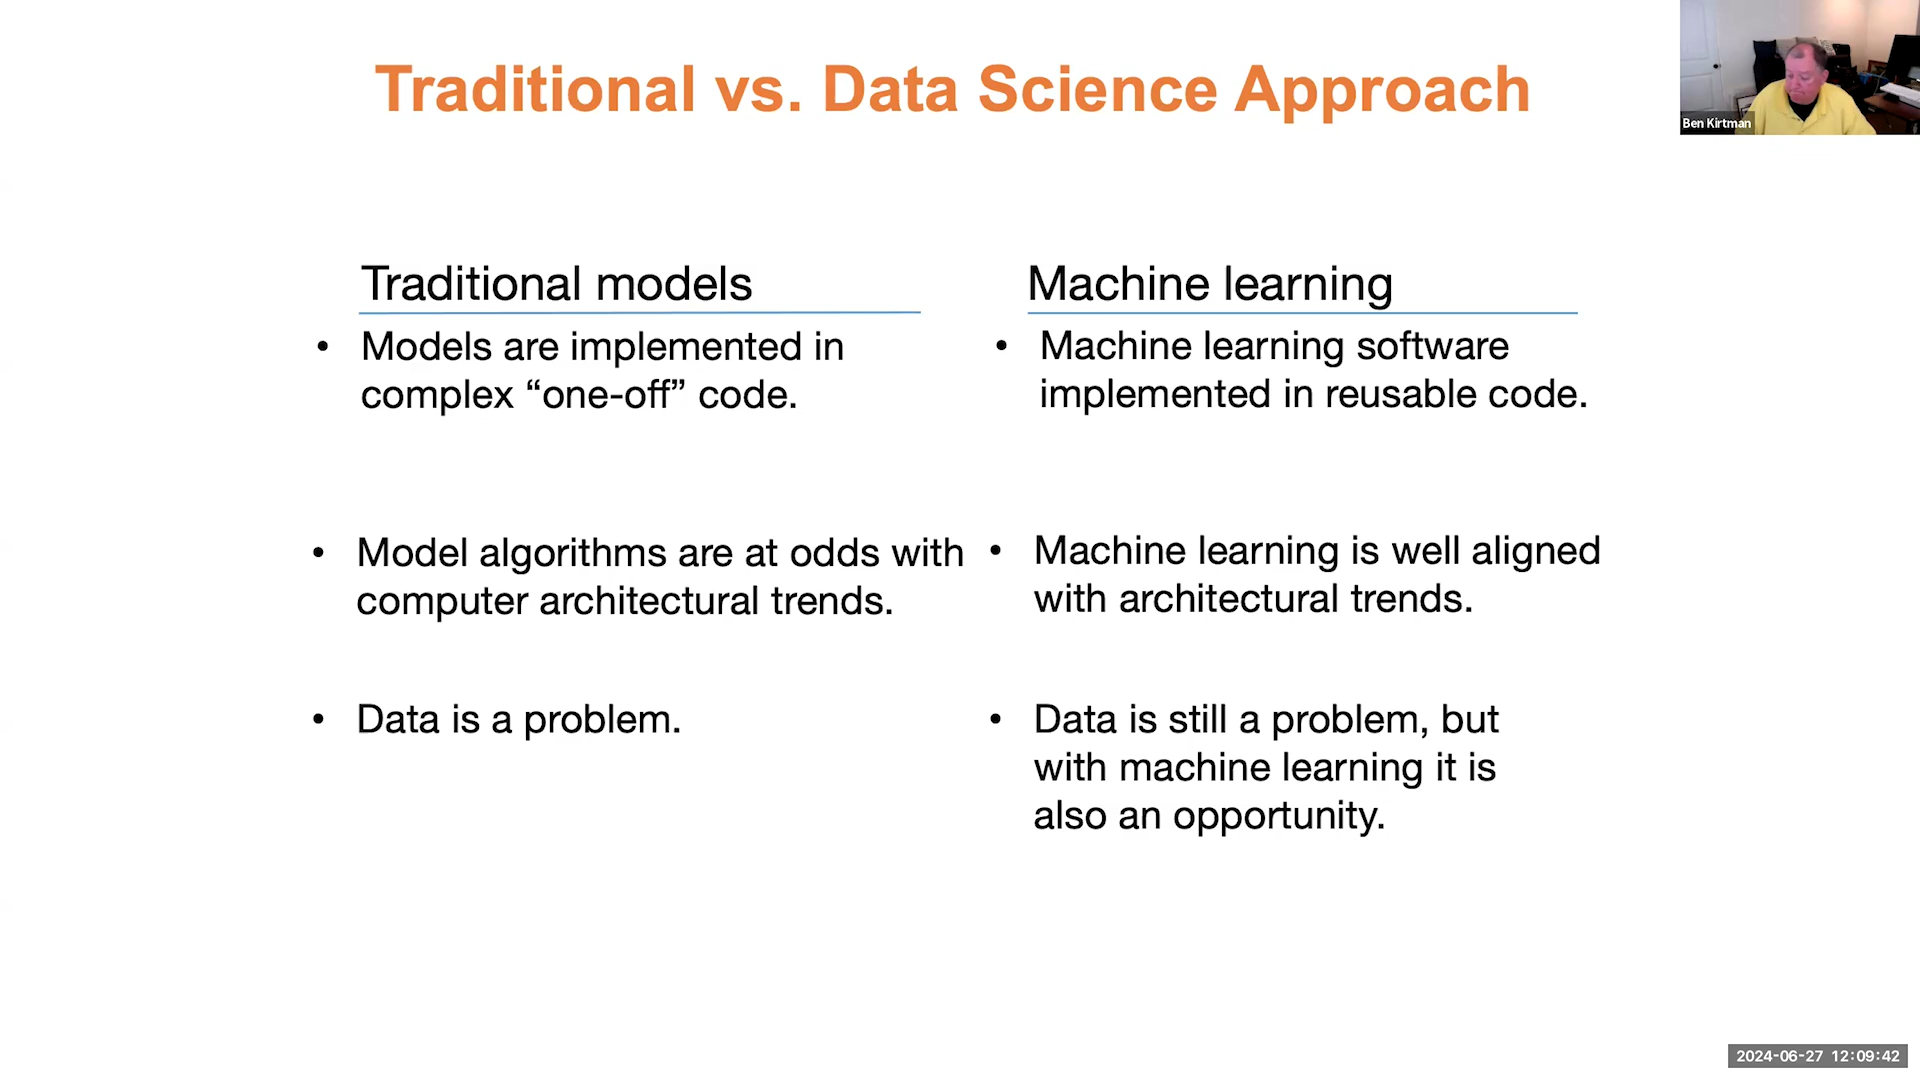 Traditional vs. Data Science Approach
Ben Kirtman
Traditional models
• Models are implemented in
complex “one-off” code.
• Model algorithms are at odds with
computer architectural trends.
• Data is a problem.
Machine learning
• Machine learning software
implemented in reusable code.
• Machine learning is well aligned
with architectural trends.
• Data is still a problem, but
with machine learning it is
also an opportunity.
2024-06-27 12:09:42